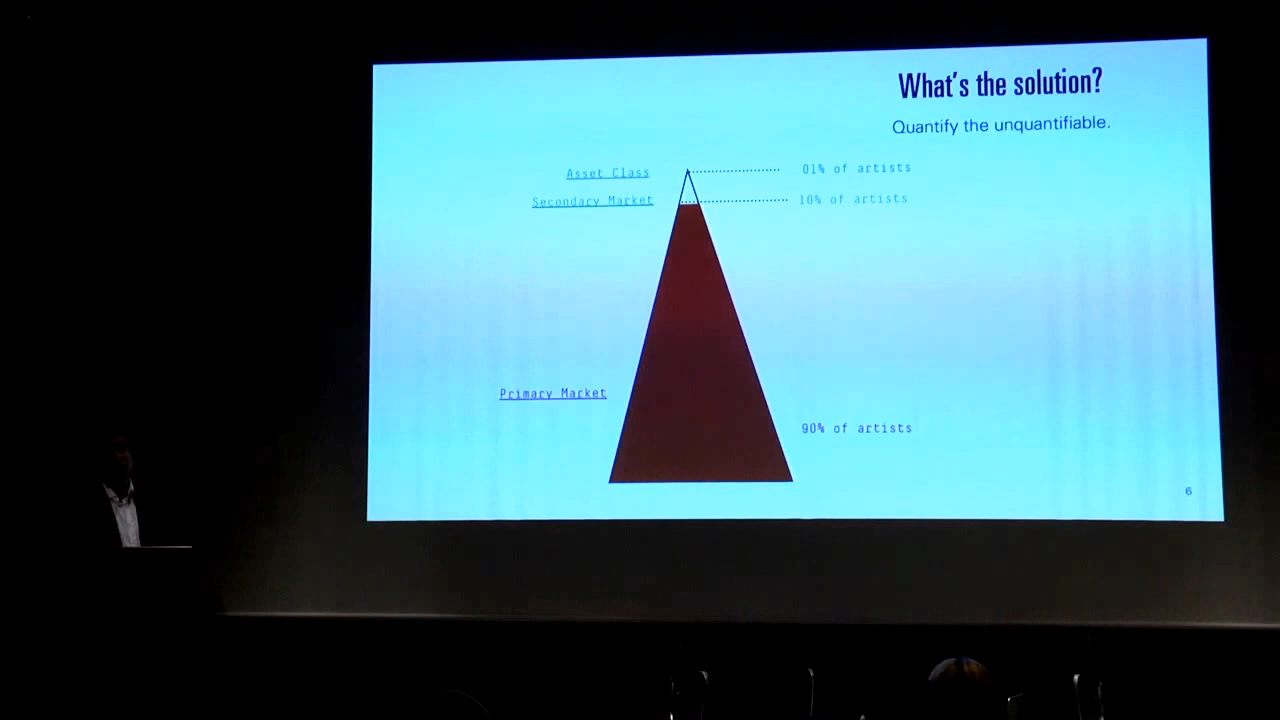 What's the solution?
Quantify the unquantifiable.
Asset Class
01% of artists
Secondary Market
10% of artists
Primary Market
90% of artists
6